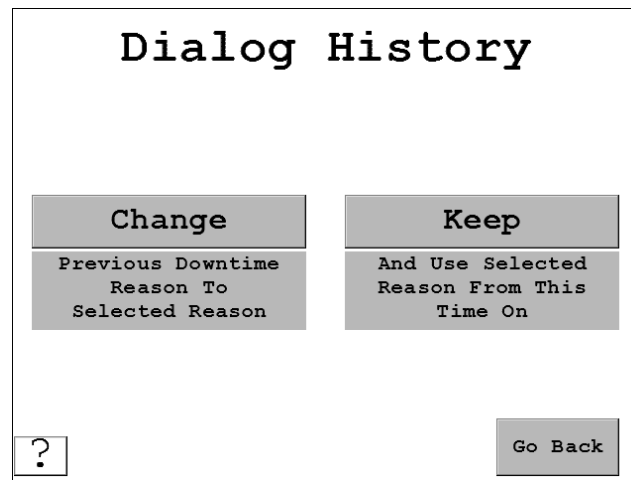 Dialog History
Change
Previous Downtime
Reason To
Selected Reason
Keep
And Use Selected
Reason From This
Time On
?
Go Back